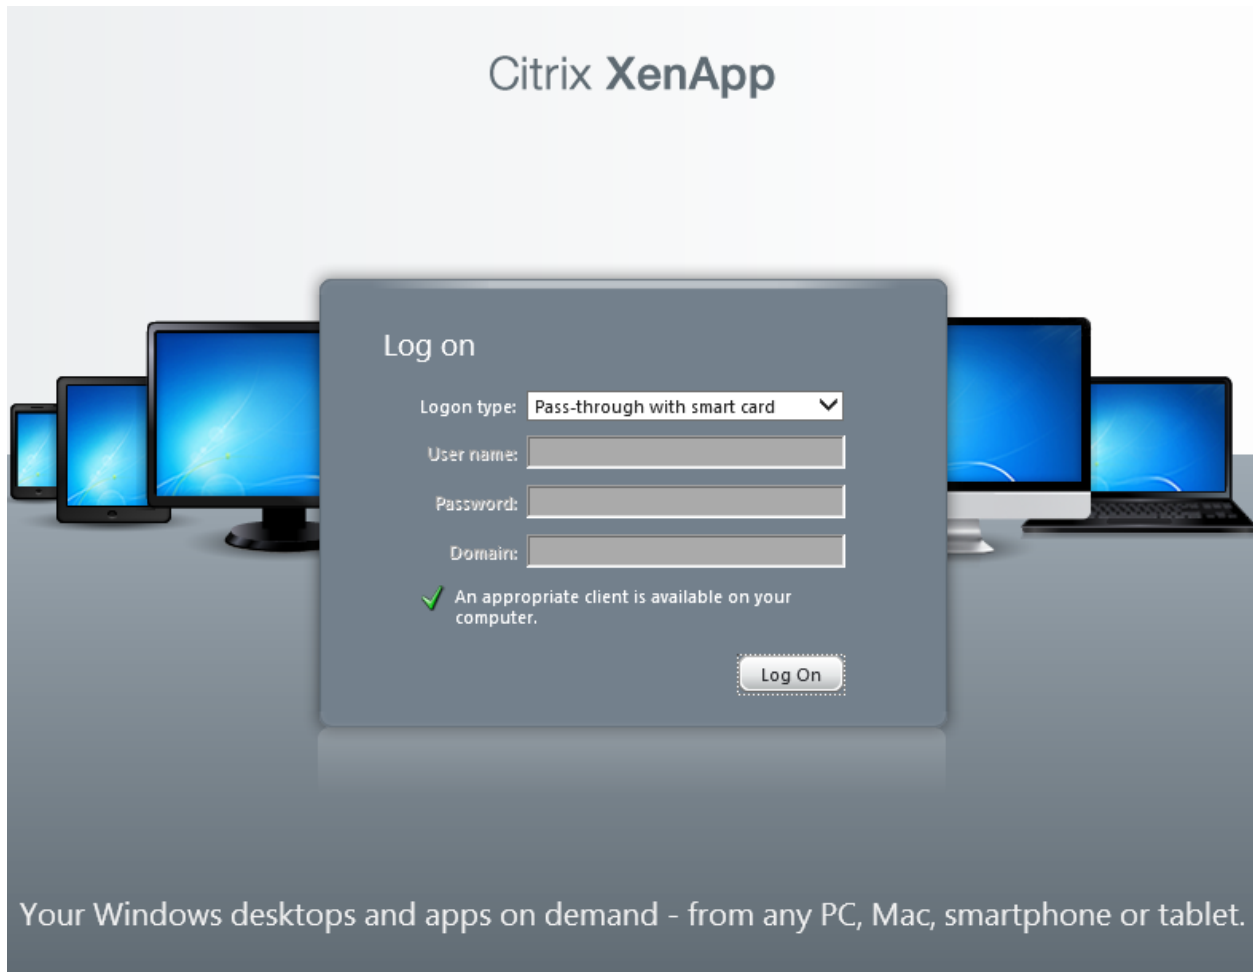 Citrix XenApp
Log on
Logon type: Pass-through with smart card
User name:
Password:
Domain:
An appropriate client is available on your
computer.
Log On
Your Windows desktops and apps on demand - from any PC, Mac, smartphone or tablet.